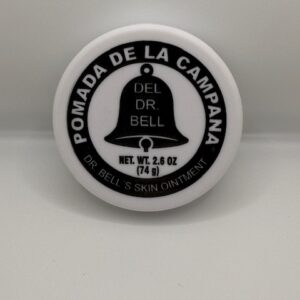 POMADA DE LA CAMPANA
DEL
DR.
BELL
NET. WT. 2.6 OZ
(74 g)
DR. BELL'S SKIN OINTMENT